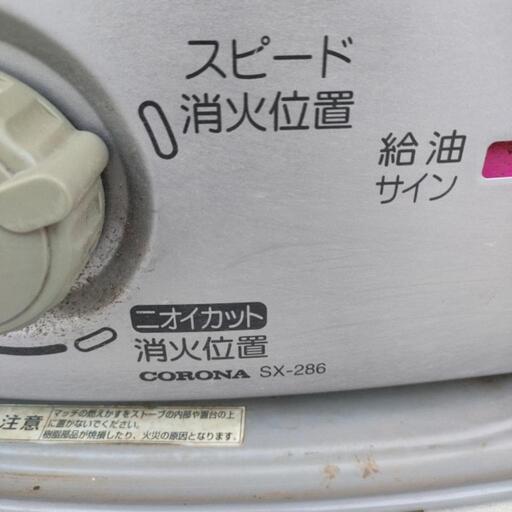 スピード
消火位置
給油
サイン
ニオイカット
消火位置
CORONA SX-286
注意
マッチの燃えかすをストーブの内部や置台の上
に置かないでください。
樹脂部品が焼損したり、火災の原因となります。